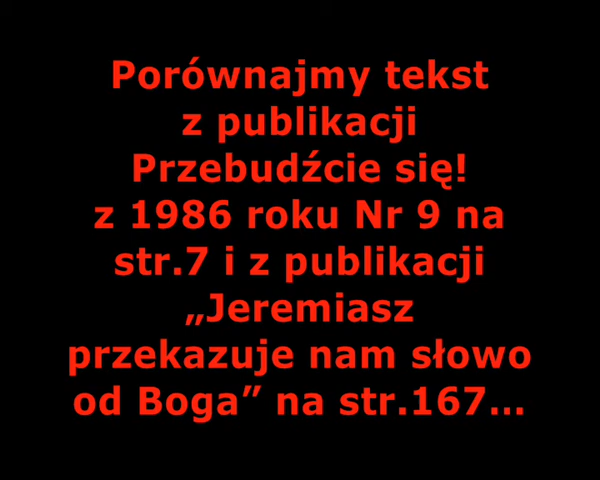 Porównajmy tekst
z publikacji
Przebudźcie się!
z 1986 roku Nr 9 na
str.7 i z publikacji
„Jeremiasz
przekazuje nam słowo
od Boga” na str.167...